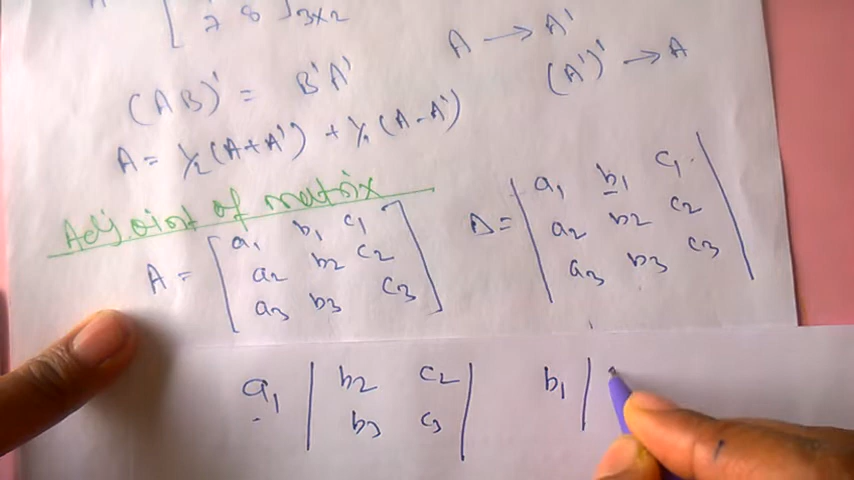 7 8 ]3x2
A → A'
(AB)' = B'A'
(A')' → A
A = 1/2 (A+A') + 1/2 (A-A')
Adjoint of matrix
A = [ a1 b1 c1
a2 b2 c2
a3 b3 c3 ]
Δ = | a1 b1 c1
a2 b2 c2
a3 b3 c3 |
a1 | b2 c2 | b1 |
b3 c3